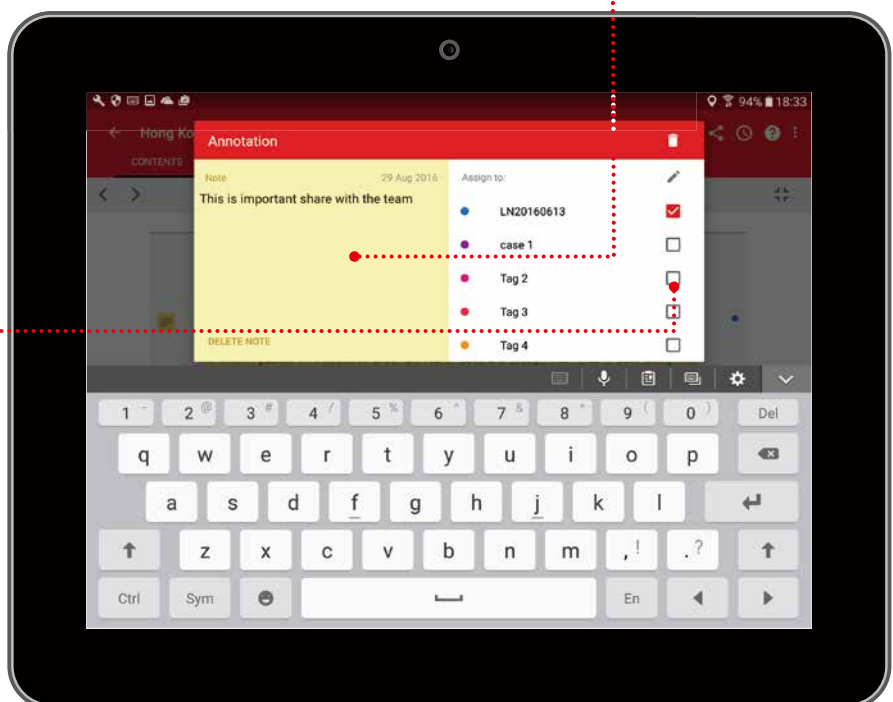 94% 18:33
Hong Ko
Annotation
CONTENTS
Note 29 Aug 2016
This is important share with the team
DELETE NOTE
Assign to:
LN20160613
case 1
Tag 2
Tag 3
Tag 4
1 - 2 @ 3 # 4 / 5 % 6 ^ 7 & 8 * 9 ( 0 ) Del
q w e r t y u i o p
a s d f g h j k l
z x c v b n m , ! . ?
Ctrl Sym En